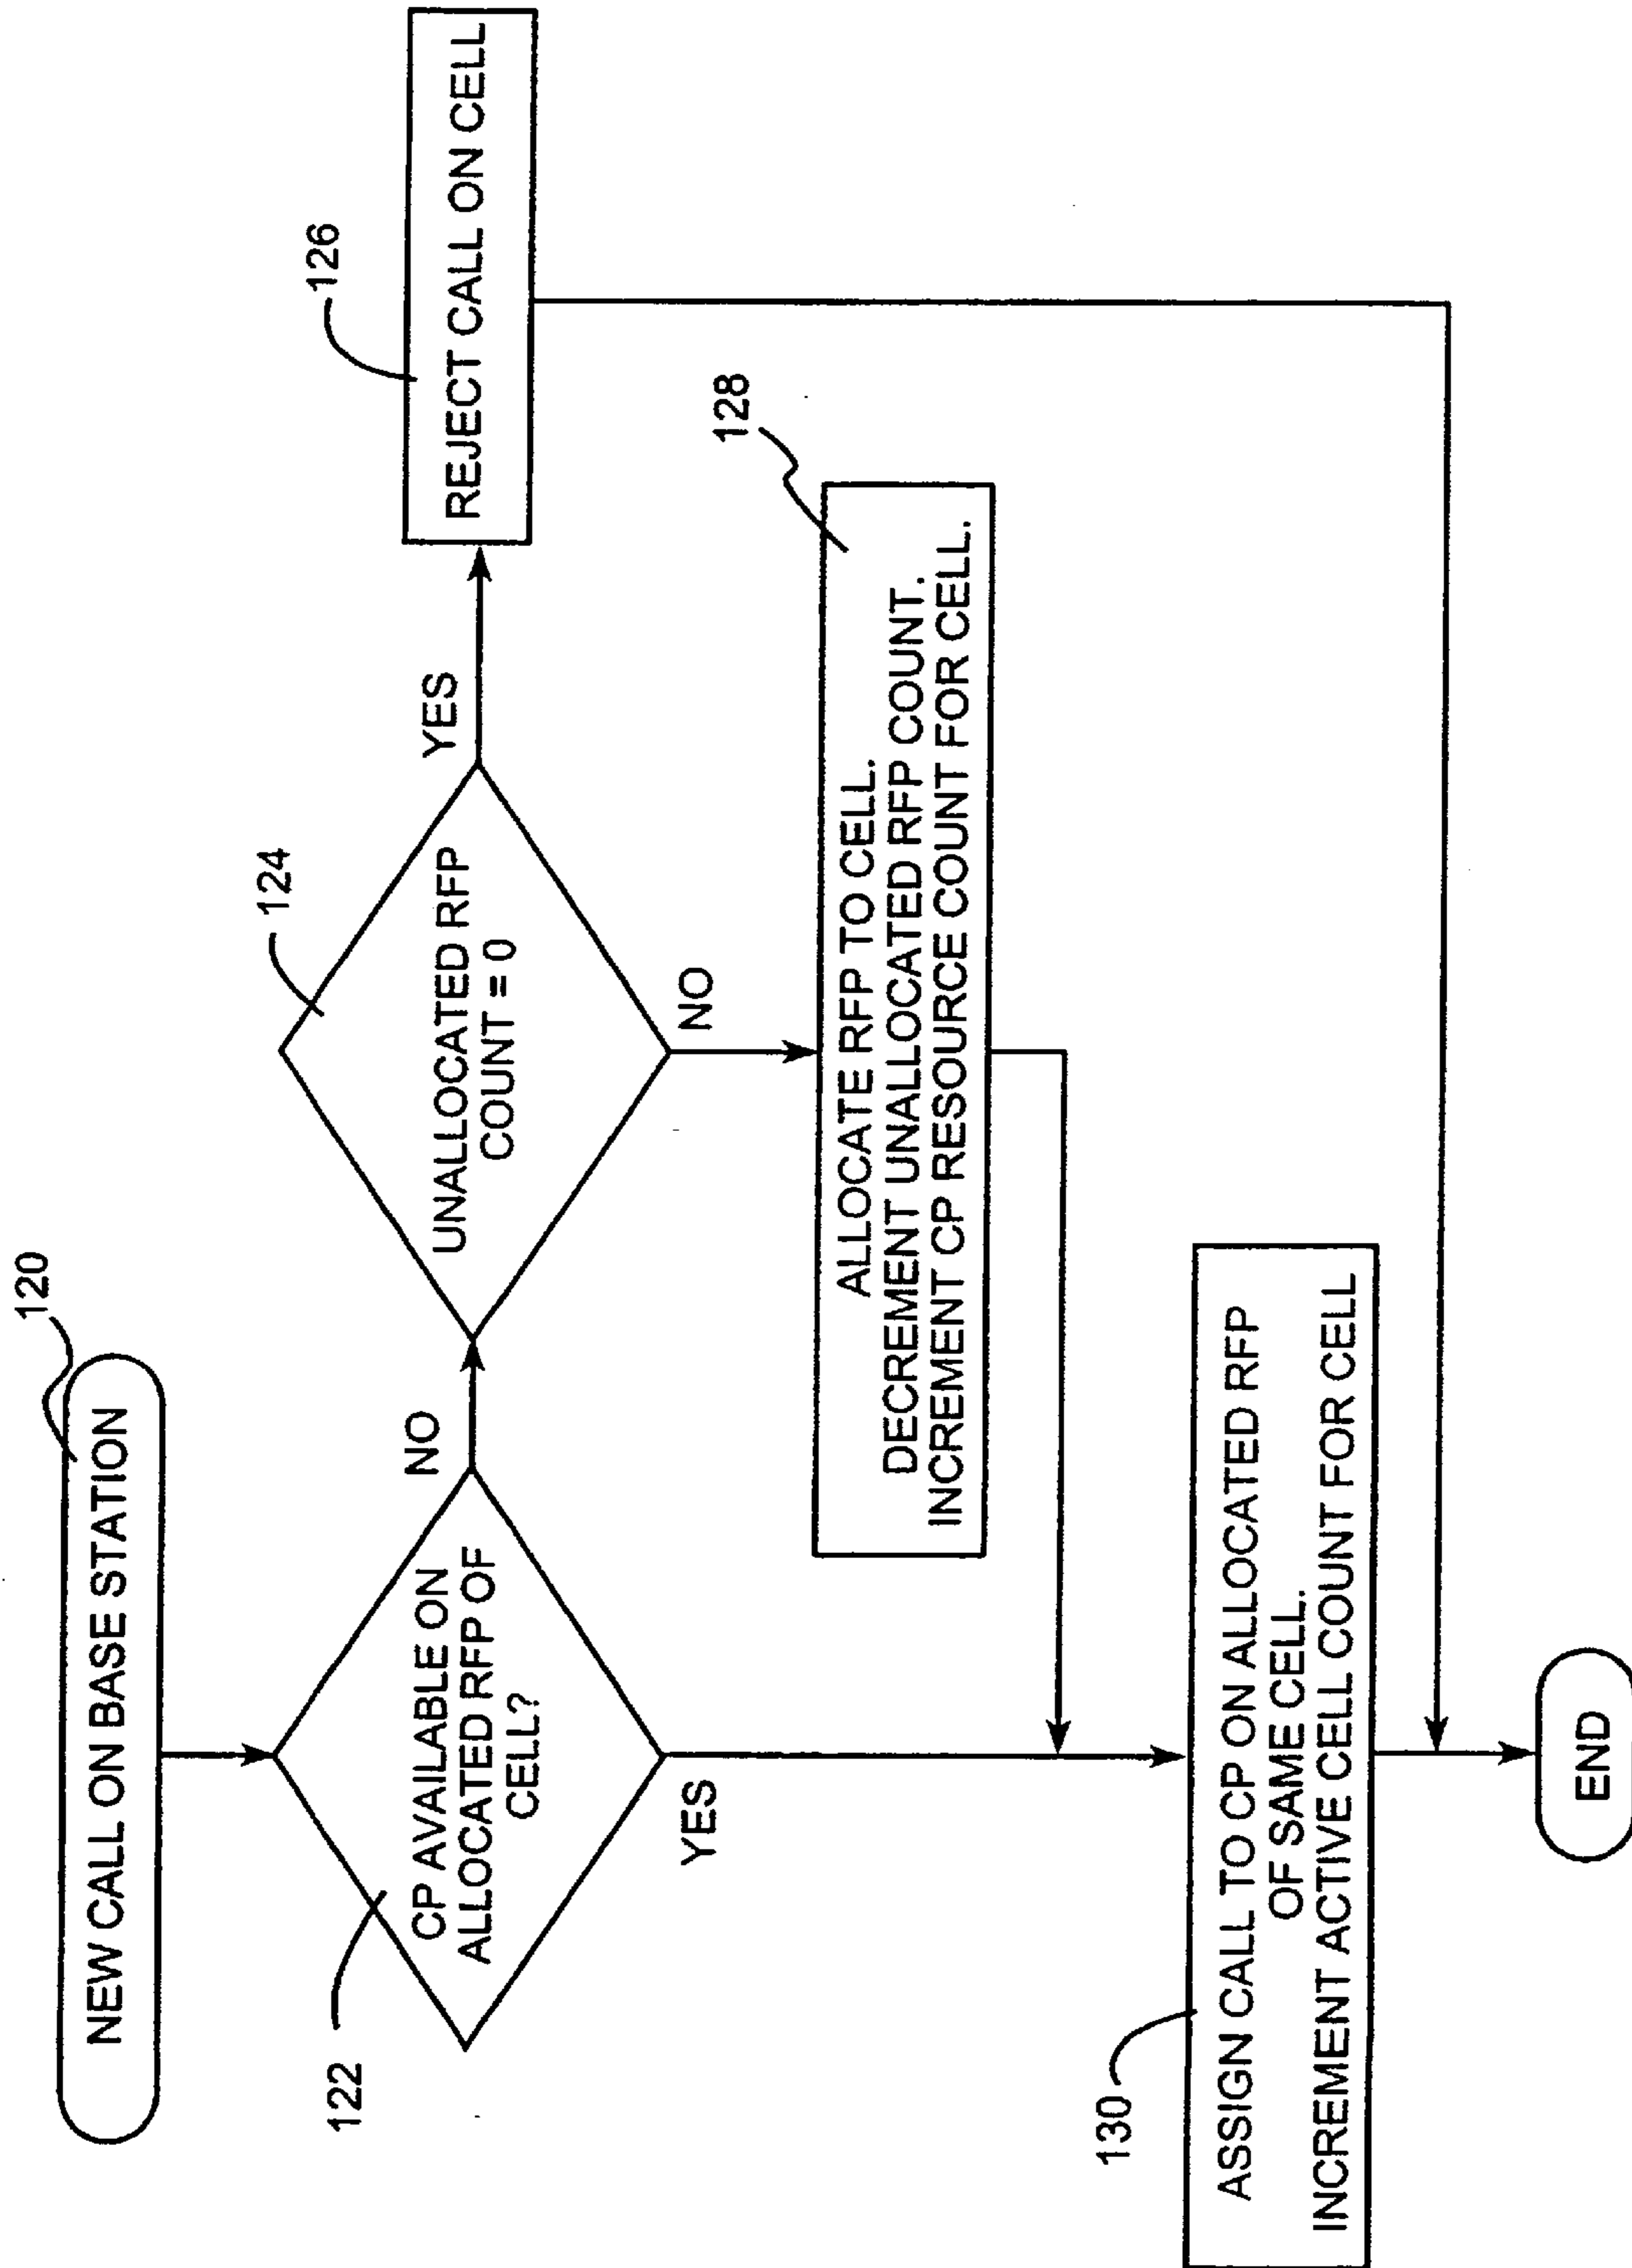 120
NEW CALL ON BASE STATION
122
CP AVAILABLE ON
ALLOCATED RFP OF
CELL?
NO
YES
124
UNALLOCATED RFP
COUNT = 0
YES
NO
126
REJECT CALL ON CELL
128
ALLOCATE RFP TO CELL.
DECREMENT UNALLOCATED RFP COUNT.
INCREMENT CP RESOURCE COUNT FOR CELL.
130
ASSIGN CALL TO CP ON ALLOCATED RFP
OF SAME CELL.
INCREMENT ACTIVE CELL COUNT FOR CELL
END